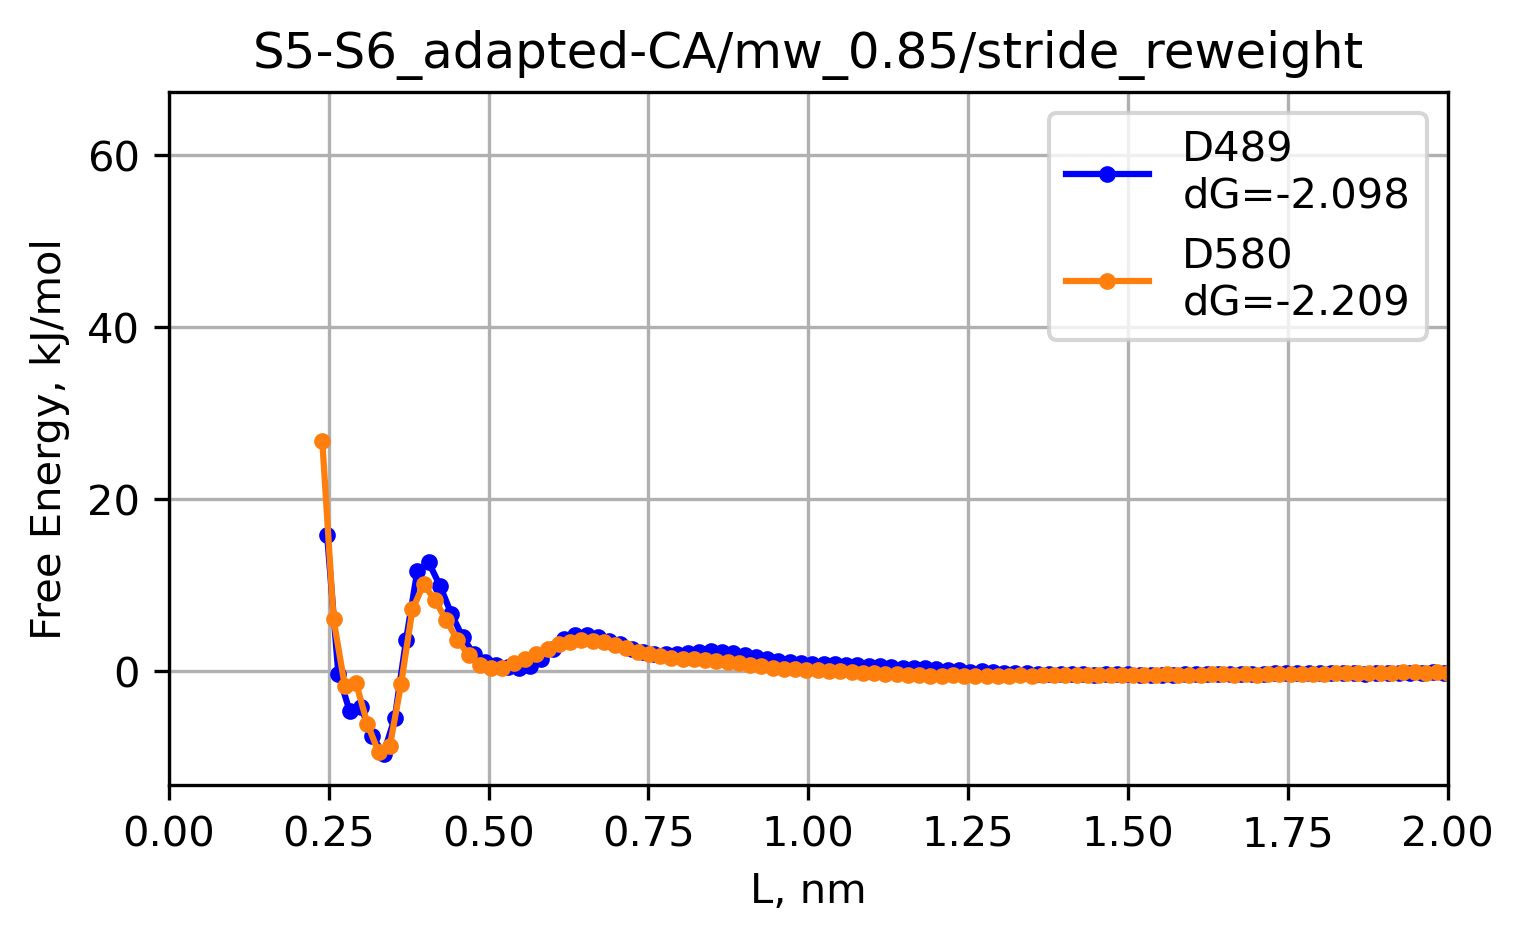 S5-S6_adapted-CA/mw_0.85/stride_reweight
D489
dG=-2.098
D580
dG=-2.209
Free Energy, kJ/mol
60
40
20
0
0.00 0.25 0.50 0.75 1.00 1.25 1.50 1.75 2.00
L, nm